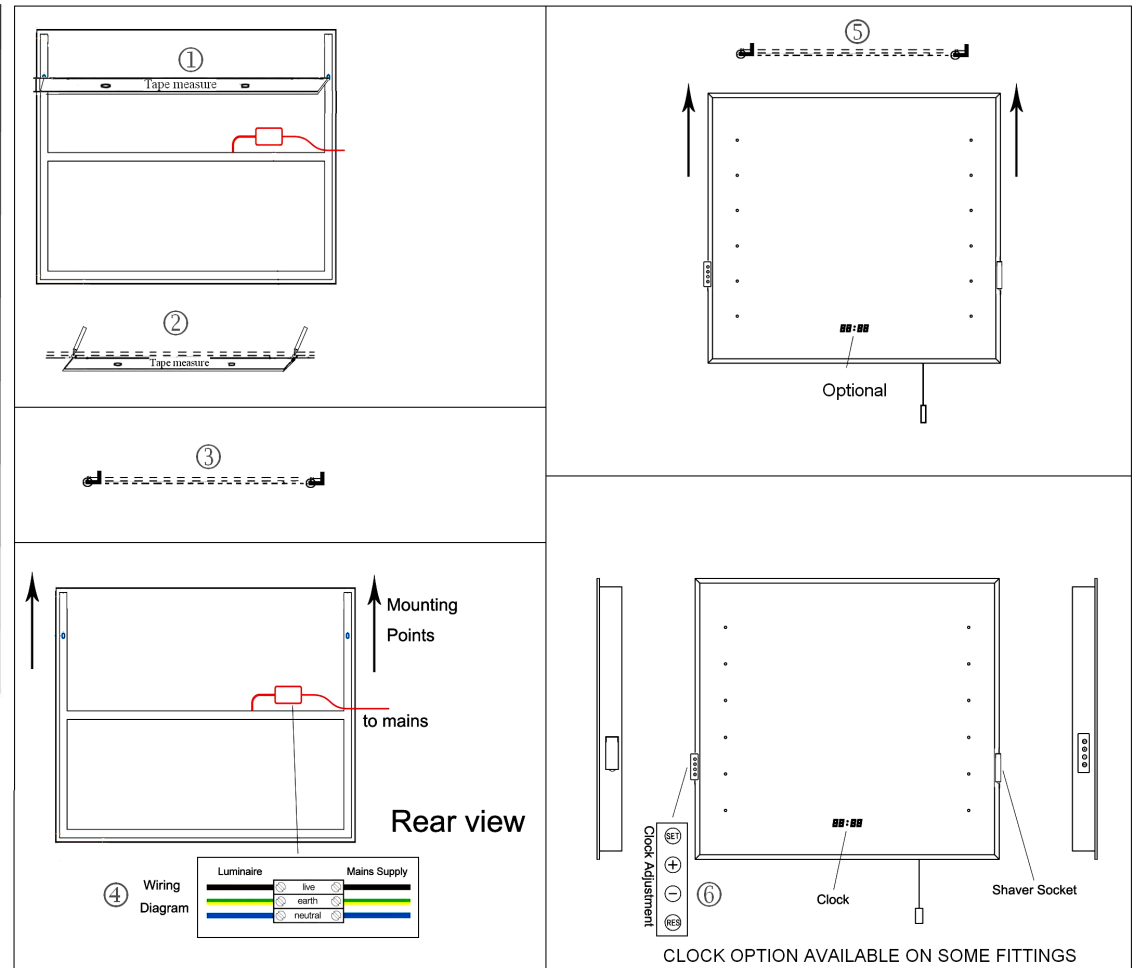 ①
Tape measure
②
Tape measure
③
Mounting
Points
to mains
Rear view
④
Wiring
Diagram
Luminaire
Mains Supply
live
earth
neutral
⑤
88:88
Optional
88:88
Clock
Shaver Socket
Clock Adjustment
SET
+
−
RES
⑥
CLOCK OPTION AVAILABLE ON SOME FITTINGS